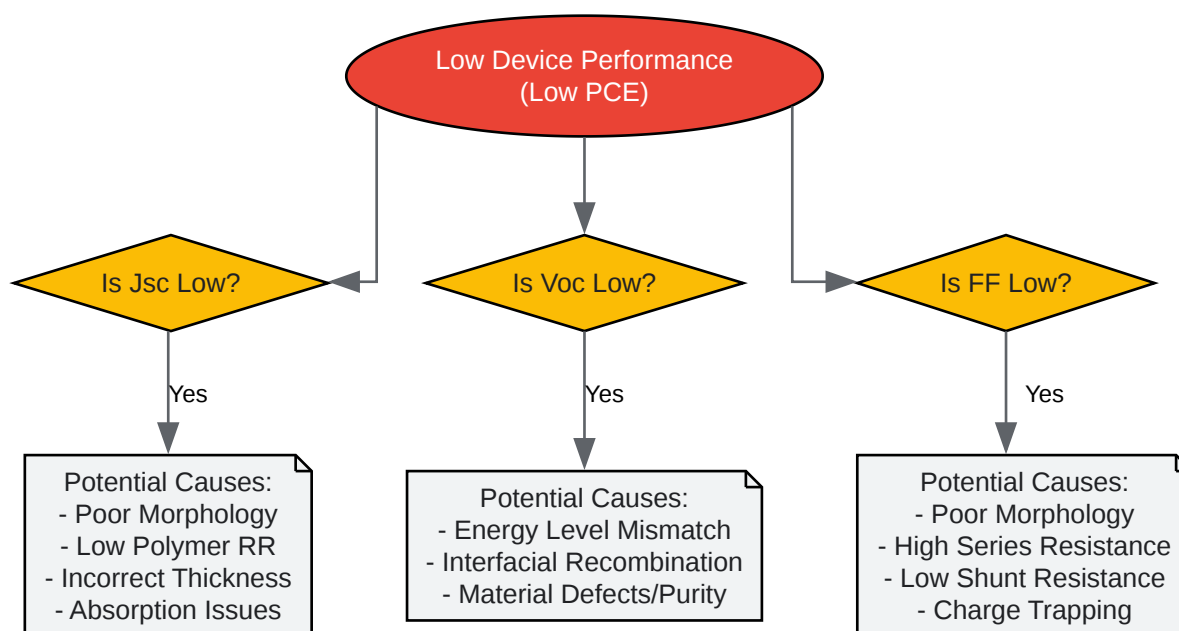 Low Device Performance
(Low PCE)
Is Jsc Low?
Is Voc Low?
Is FF Low?
Yes
Yes
Yes
Potential Causes:
- Poor Morphology
- Low Polymer RR
- Incorrect Thickness
- Absorption Issues
Potential Causes:
- Energy Level Mismatch
- Interfacial Recombination
- Material Defects/Purity
Potential Causes:
- Poor Morphology
- High Series Resistance
- Low Shunt Resistance
- Charge Trapping